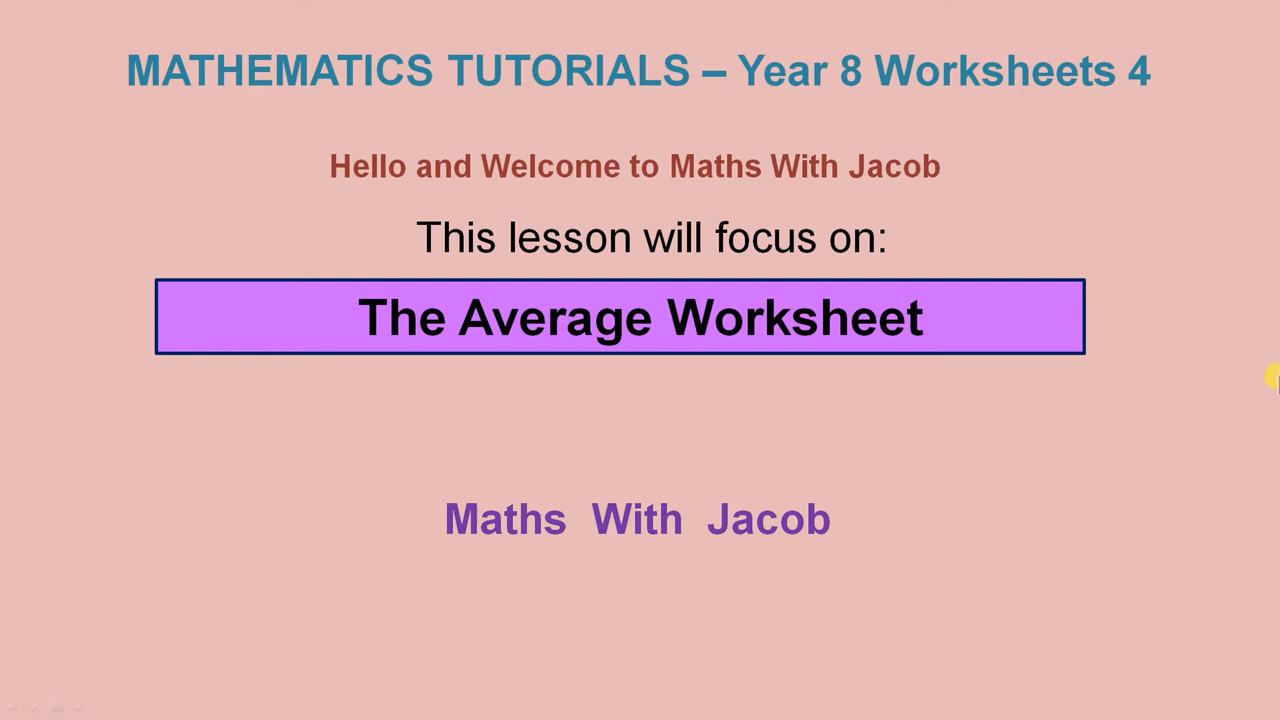 MATHEMATICS TUTORIALS – Year 8 Worksheets 4
Hello and Welcome to Maths With Jacob
This lesson will focus on:
The Average Worksheet
Maths With Jacob